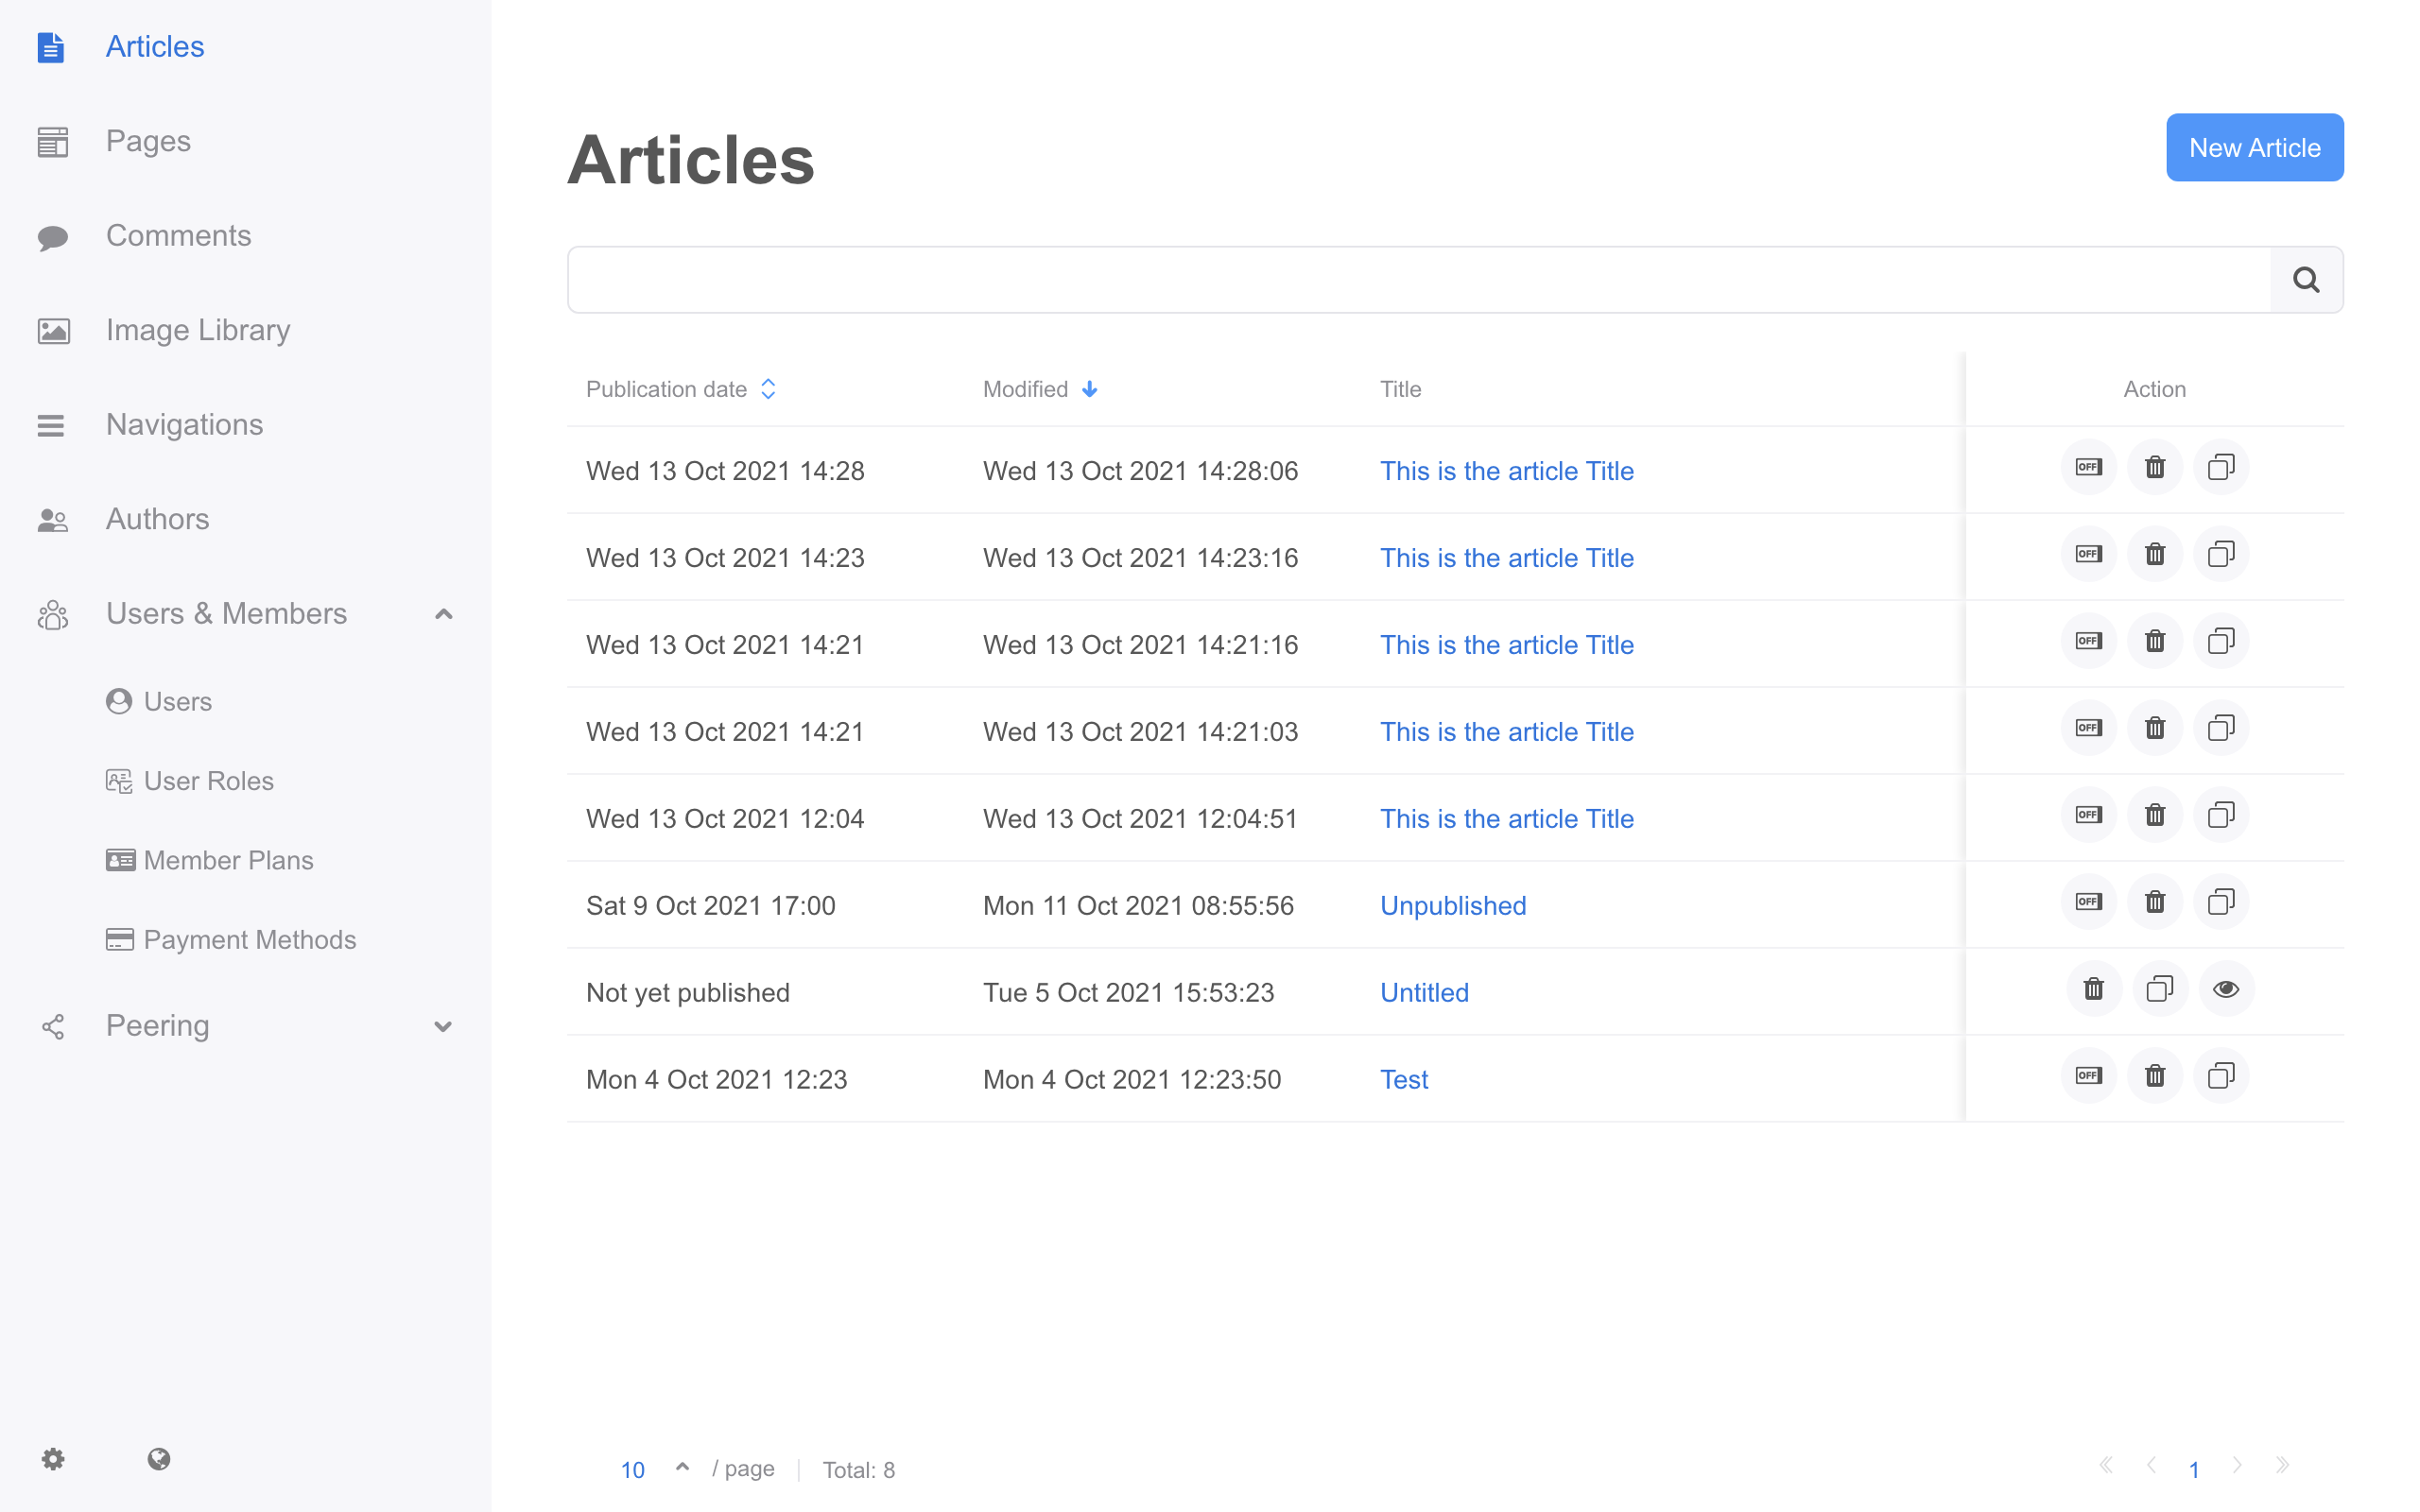 Articles
Pages
Comments
Image Library
Navigations
Authors
Users & Members
Users
User Roles
Member Plans
Payment Methods
Peering
Articles
New Article
Publication date Modified Title Action
Wed 13 Oct 2021 14:28 Wed 13 Oct 2021 14:28:06 This is the article Title OFF
Wed 13 Oct 2021 14:23 Wed 13 Oct 2021 14:23:16 This is the article Title OFF
Wed 13 Oct 2021 14:21 Wed 13 Oct 2021 14:21:16 This is the article Title OFF
Wed 13 Oct 2021 14:21 Wed 13 Oct 2021 14:21:03 This is the article Title OFF
Wed 13 Oct 2021 12:04 Wed 13 Oct 2021 12:04:51 This is the article Title OFF
Sat 9 Oct 2021 17:00 Mon 11 Oct 2021 08:55:56 Unpublished OFF
Not yet published Tue 5 Oct 2021 15:53:23 Untitled
Mon 4 Oct 2021 12:23 Mon 4 Oct 2021 12:23:50 Test OFF
10 / page Total: 8 1